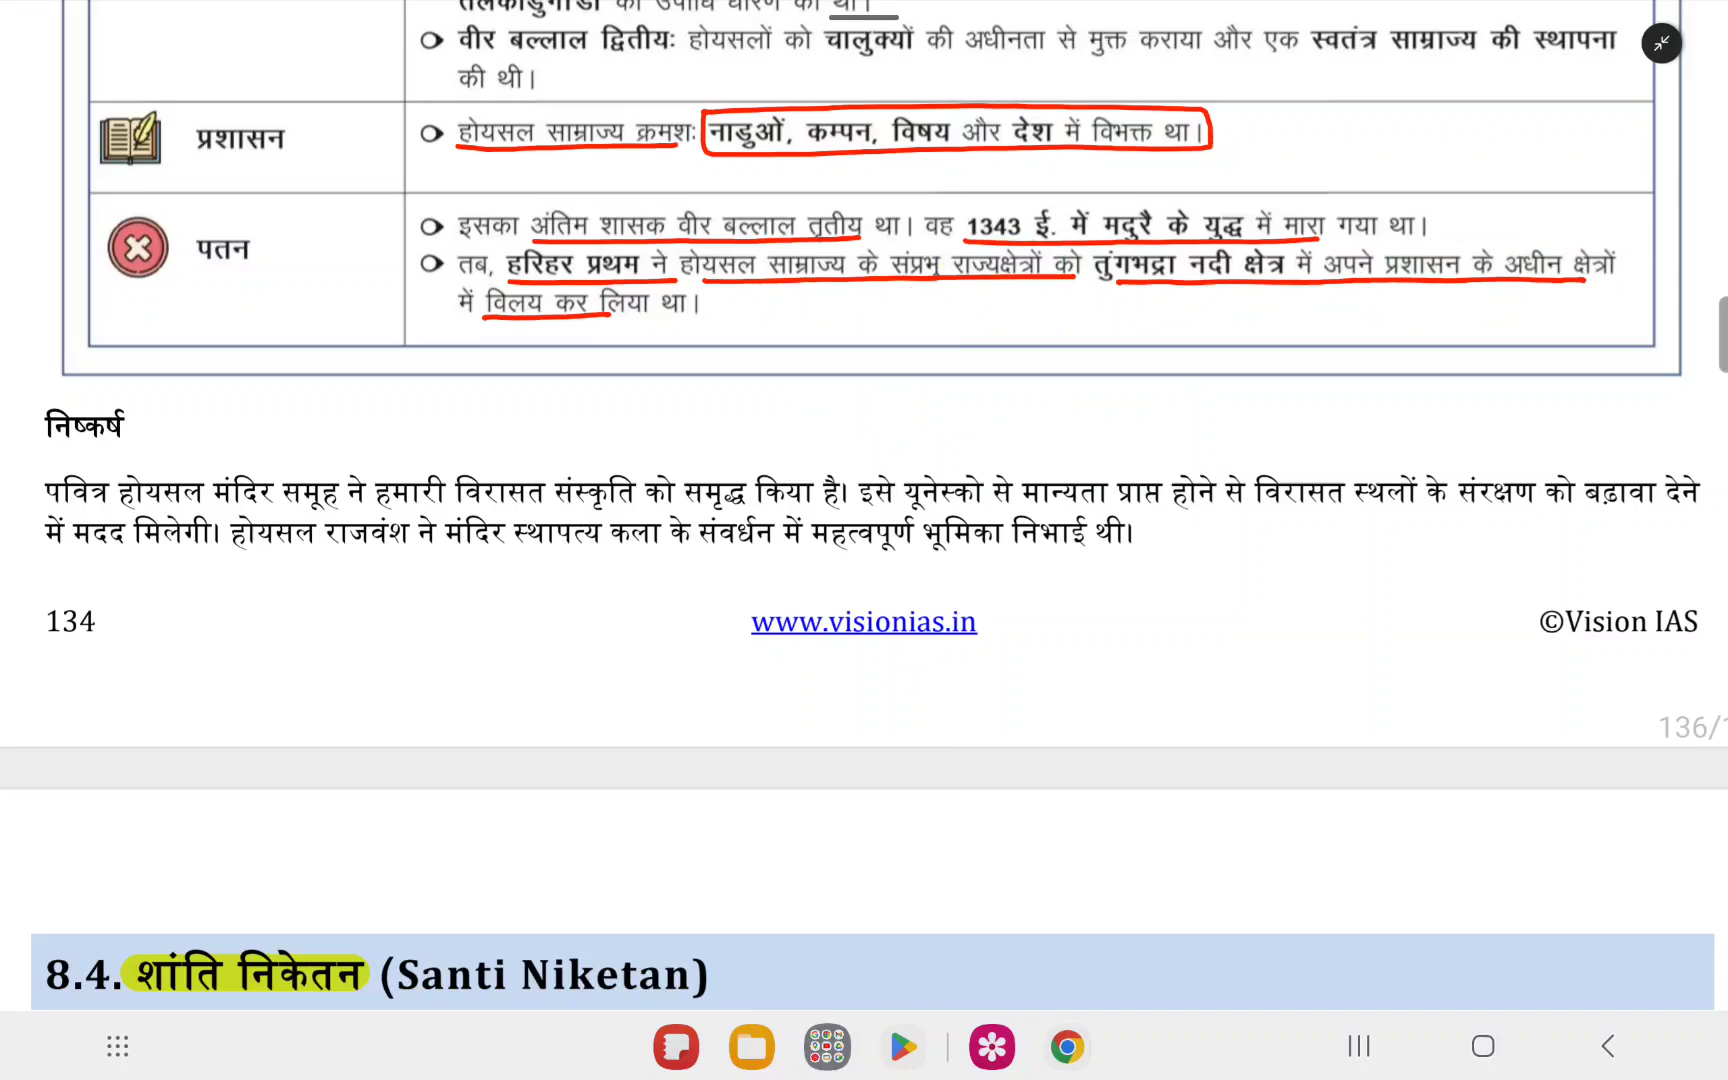 वीर बल्लाल द्वितीयः होयसलों को चालुक्यों की अधीनता से मुक्त कराया और एक स्वतंत्र साम्राज्य की स्थापना
की थी।
प्रशासन
होयसल साम्राज्य क्रमशः नाडुओं, कम्पन, विषय और देश में विभक्त था।
पतन
इसका अंतिम शासक वीर बल्लाल तृतीय था। वह 1343 ई. में मदुरै के युद्ध में मारा गया था।
तब, हरिहर प्रथम ने होयसल साम्राज्य के संप्रभु राज्यक्षेत्रों को तुंगभद्रा नदी क्षेत्र में अपने प्रशासन के अधीन क्षेत्रों
में विलय कर लिया था।
निष्कर्ष
पवित्र होयसल मंदिर समूह ने हमारी विरासत संस्कृति को समृद्ध किया है। इसे यूनेस्को से मान्यता प्राप्त होने से विरासत स्थलों के संरक्षण को बढ़ावा देने
में मदद मिलेगी। होयसल राजवंश ने मंदिर स्थापत्य कला के संवर्धन में महत्वपूर्ण भूमिका निभाई थी।
134 www.visionias.in ©Vision IAS
136/
8.4. शांति निकेतन (Santi Niketan)